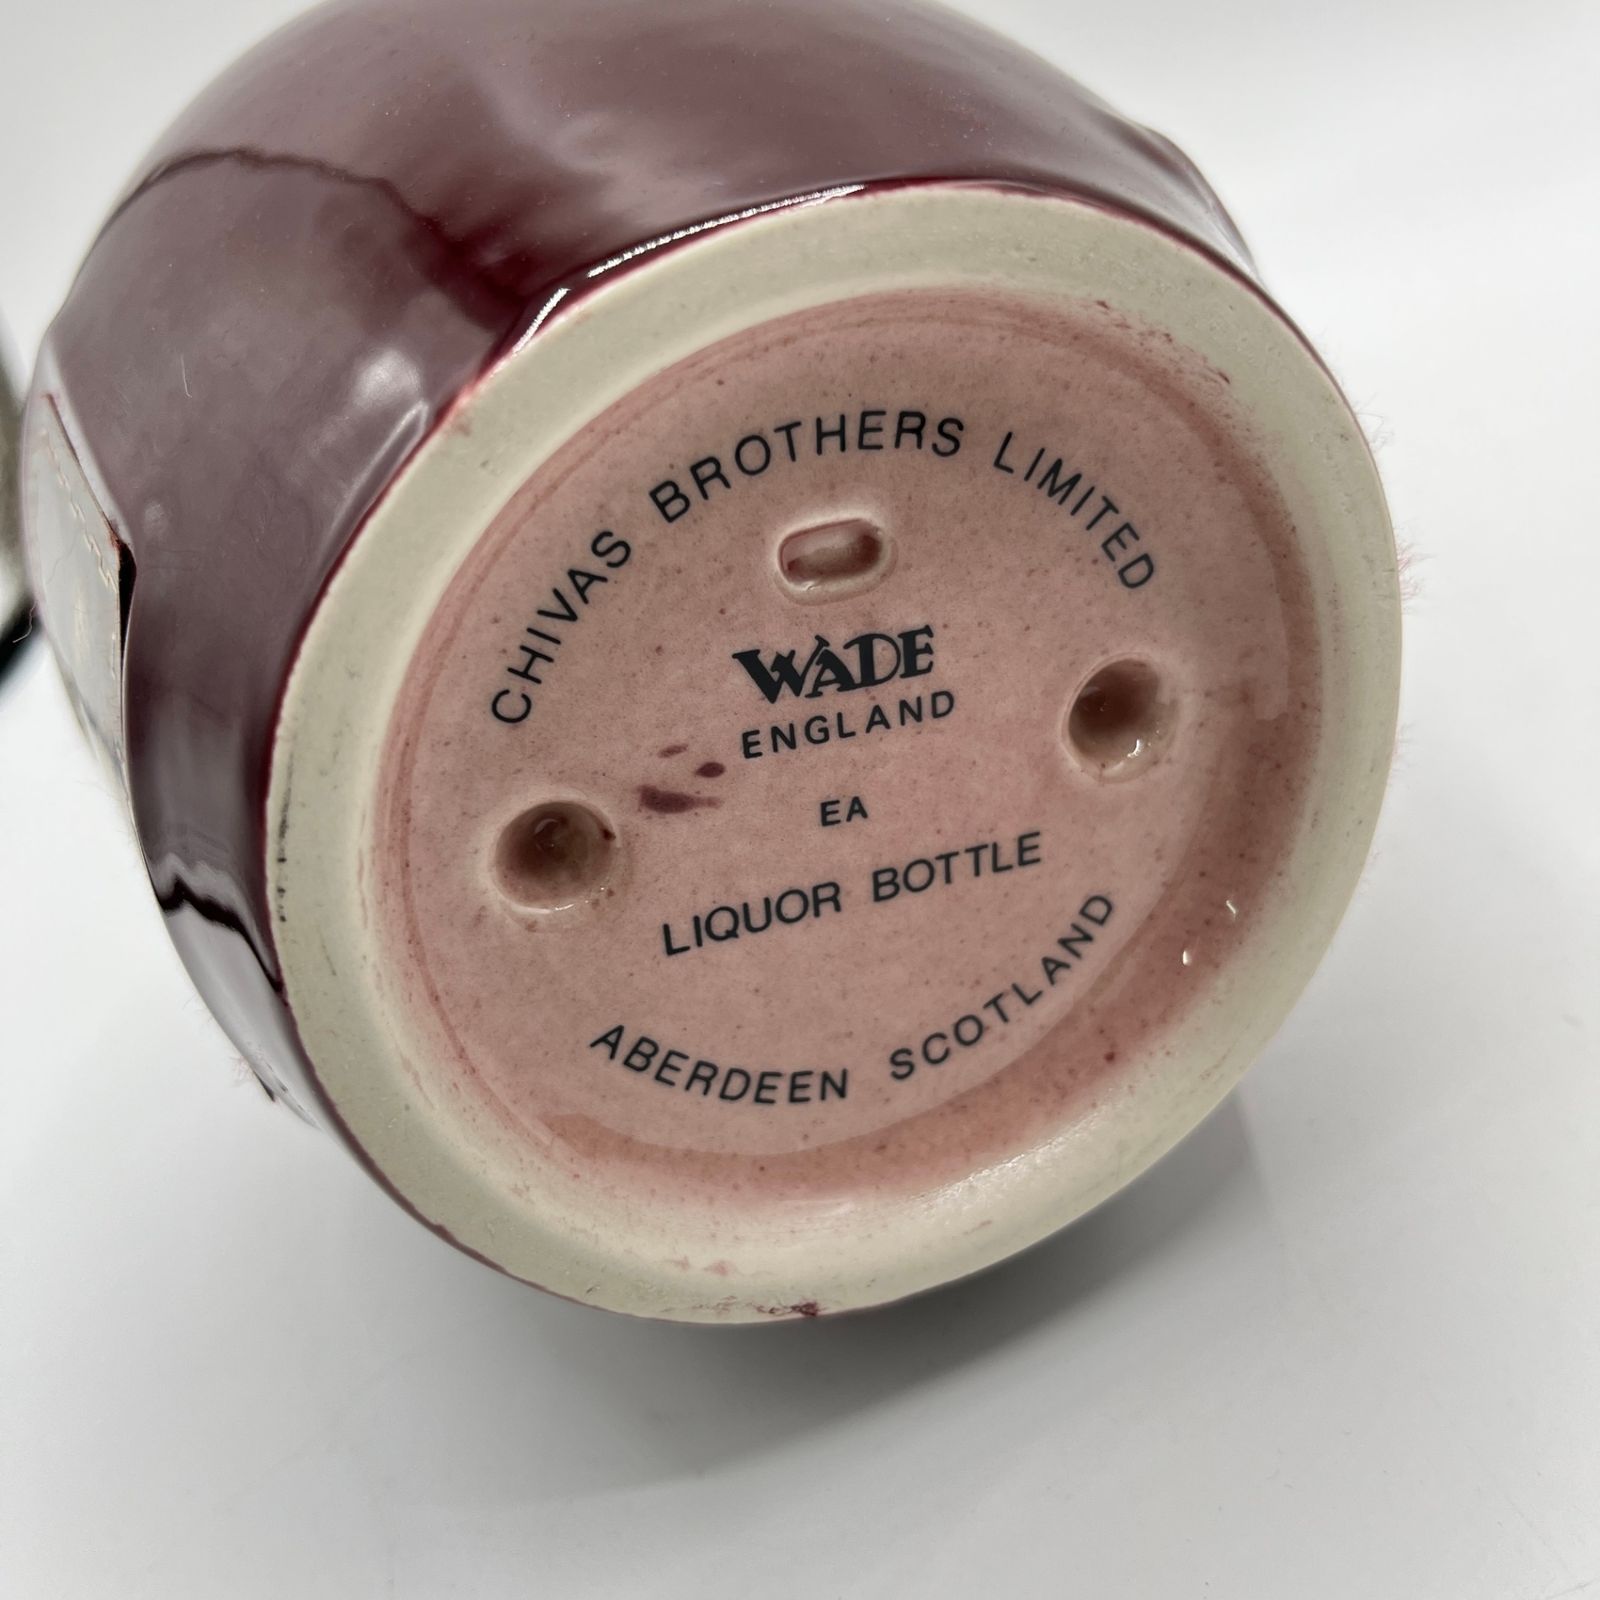 CHIVAS BROTHERS LIMITED
WADE
ENGLAND
EA
LIQUOR BOTTLE
ABERDEEN SCOTLAND